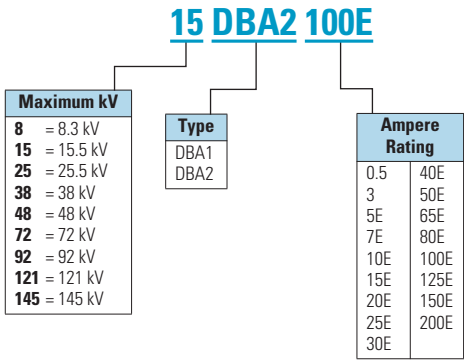 15 DBA2 100E
Maximum kV
8 = 8.3 kV
15 = 15.5 kV
25 = 25.5 kV
38 = 38 kV
48 = 48 kV
72 = 72 kV
92 = 92 kV
121 = 121 kV
145 = 145 kV
Type
DBA1
DBA2
Ampere
Rating
0.5 40E
3 50E
5E 65E
7E 80E
10E 100E
15E 125E
20E 150E
25E 200E
30E